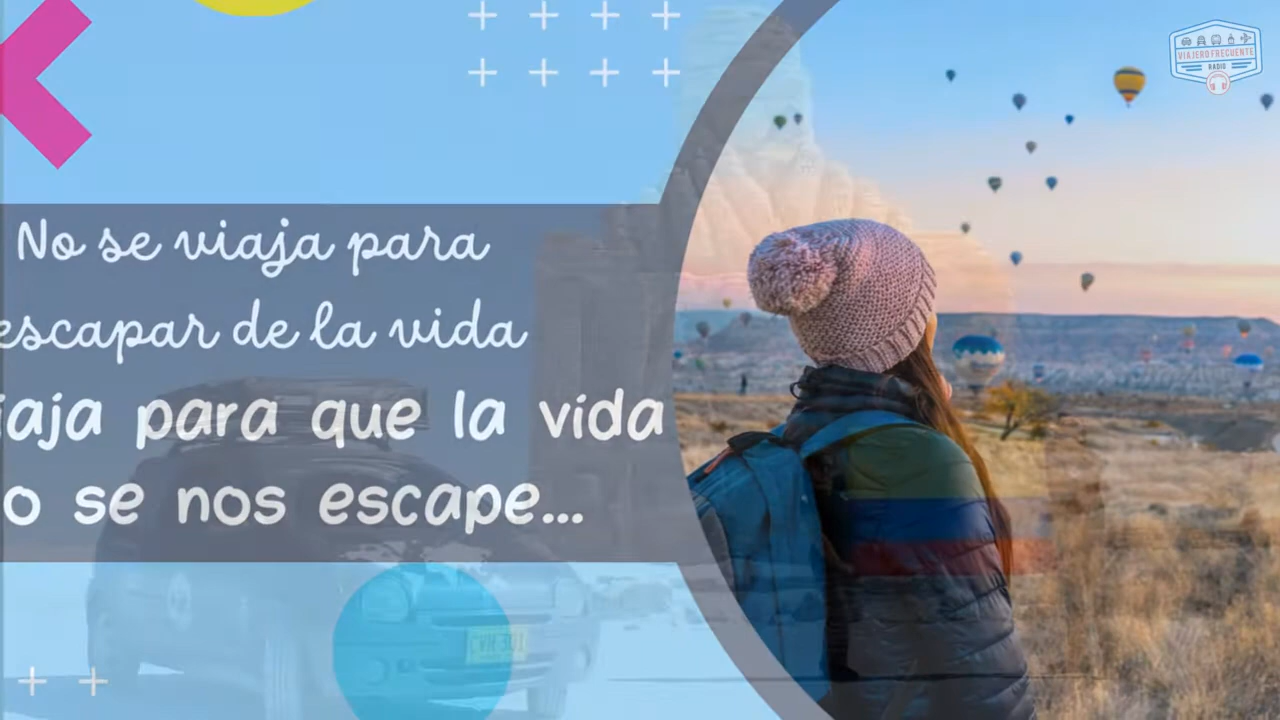 No se viaja para
escapar de la vida
iaja para que la vida
o se nos escape...
VIAJERO FRECUENTE
RADIO